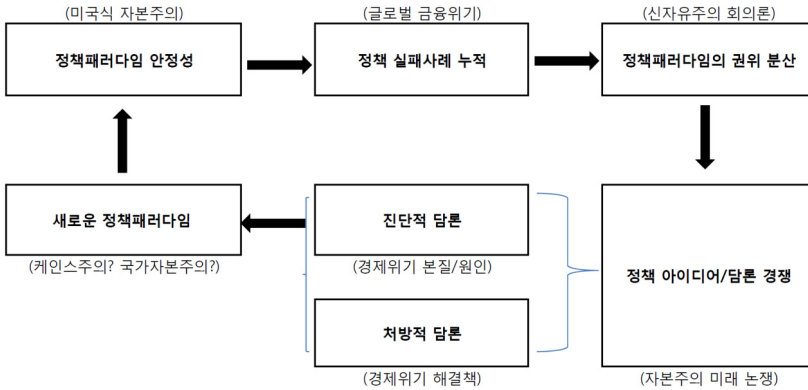 (미국식 자본주의)
(글로벌 금융위기)
(신자유주의 회의론)
정책패러다임 안정성
정책 실패사례 누적
정책패러다임의 권위 분산
새로운 정책패러다임
(케인스주의? 국가자본주의?)
진단적 담론
(경제위기 본질/원인)
처방적 담론
(경제위기 해결책)
정책 아이디어/담론 경쟁
(자본주의 미래 논쟁)